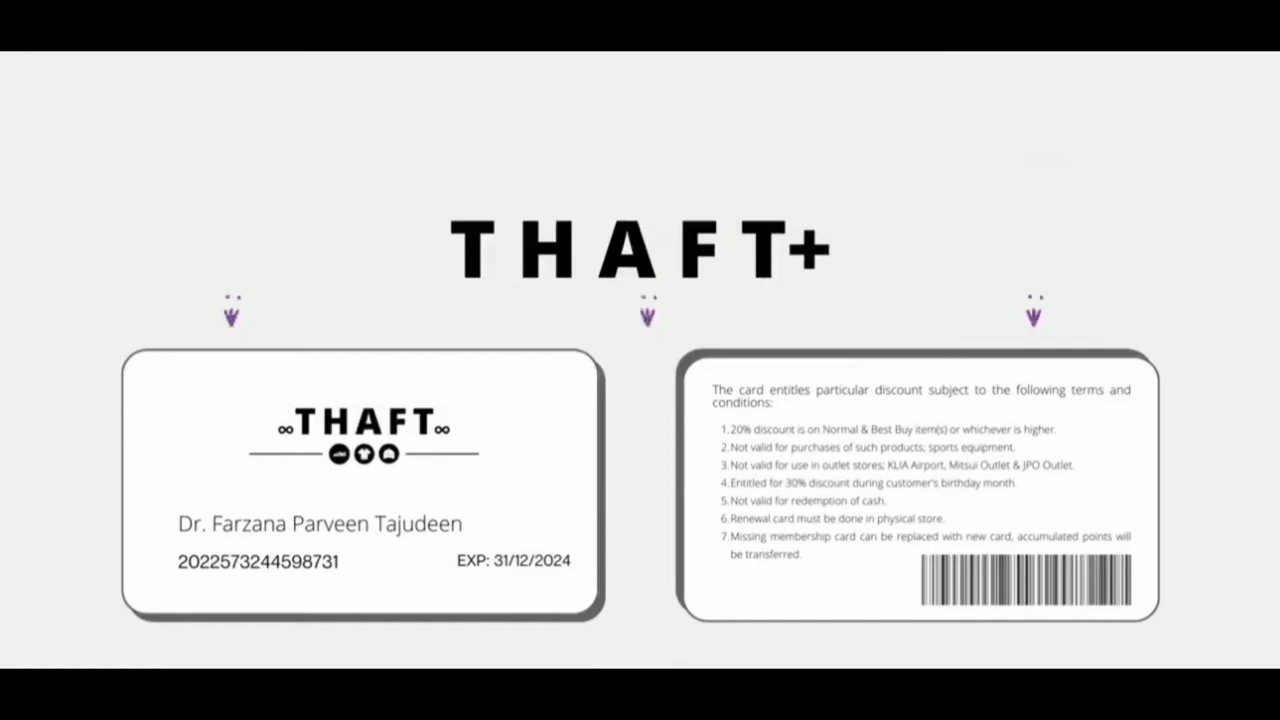 THAFT+
∞THAFT∞
Dr. Farzana Parveen Tajudeen
2022573244598731
EXP: 31/12/2024
The card entitles particular discount subject to the following terms and
conditions:
1. 20% discount is on Normal & Best Buy item(s) or whichever is higher.
2. Not valid for purchases of such products; sports equipment.
3. Not valid for use in outlet stores; KLIA Airport, Mitsui Outlet & JPO Outlet.
4. Entitled for 30% discount during customer's birthday month.
5. Not valid for redemption of cash.
6. Renewal card must be done in physical store.
7. Missing membership card can be replaced with new card, accumulated points will
be transferred.